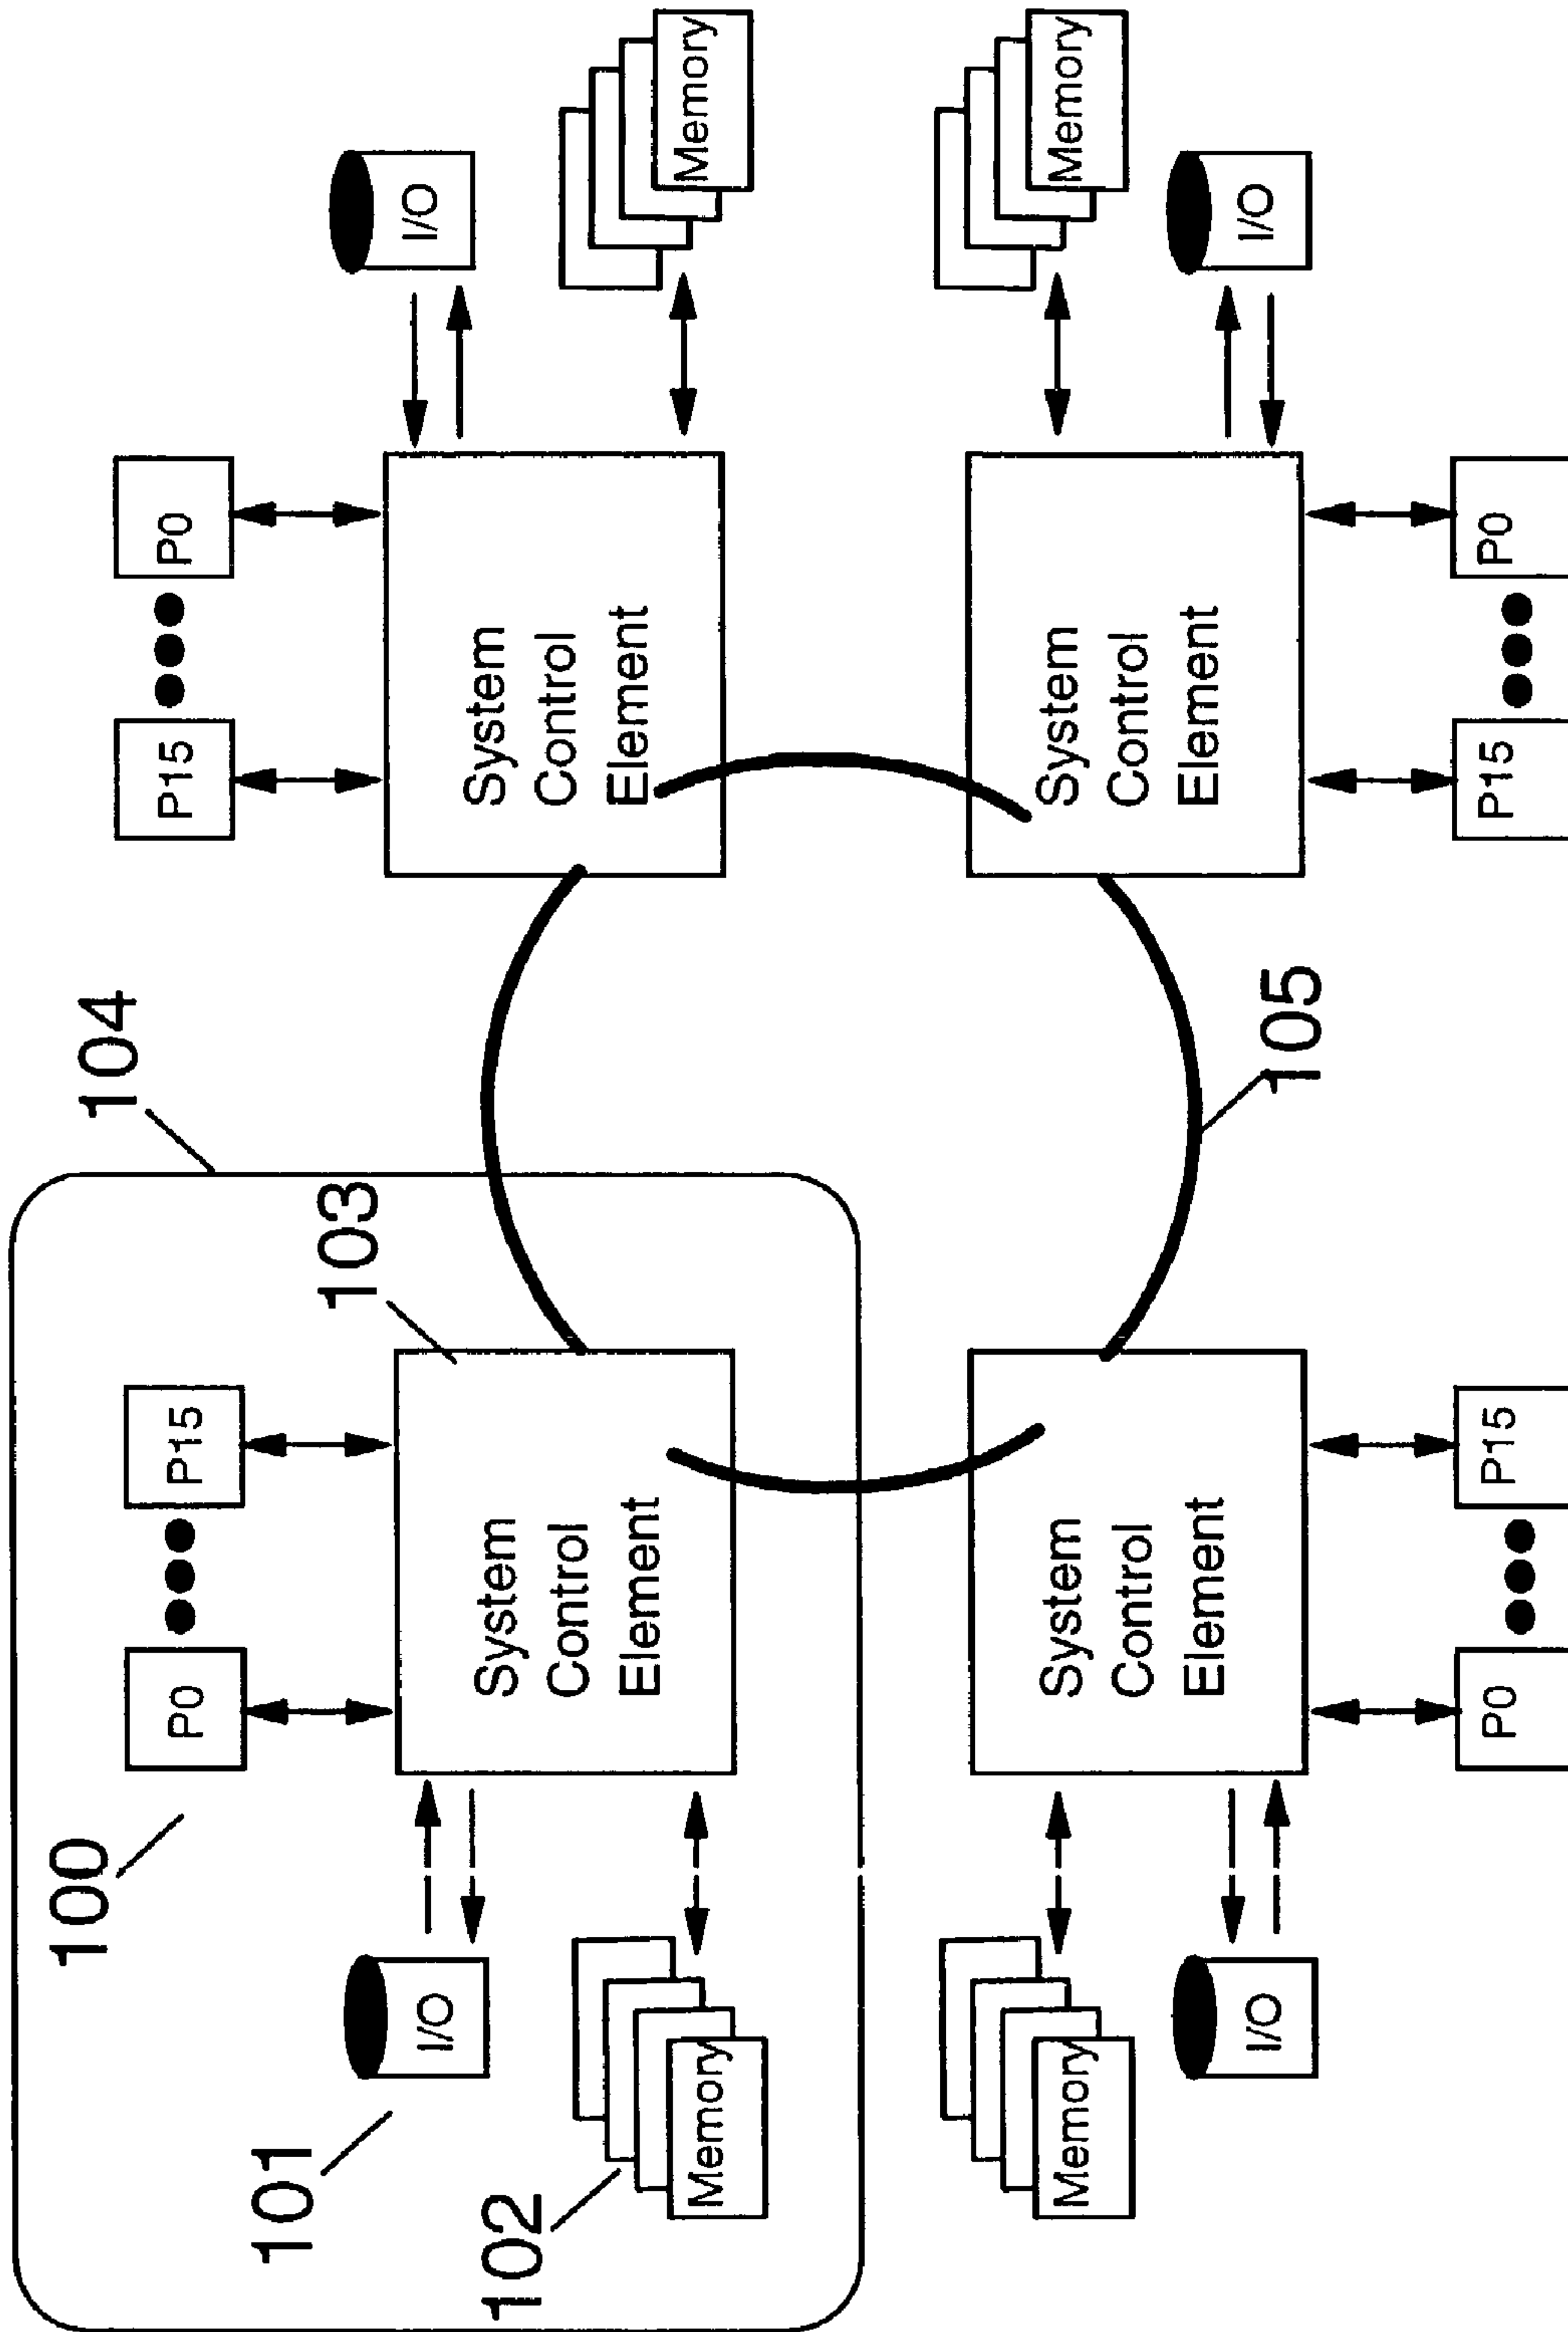 104
100
P0
P15
P15
P0
103
101
I/O
System
Control
Element
System
Control
Element
I/O
102
Memory
Memory
Memory
System
Control
Element
System
Control
Element
Memory
I/O
105
I/O
P0
P15
P15
P0